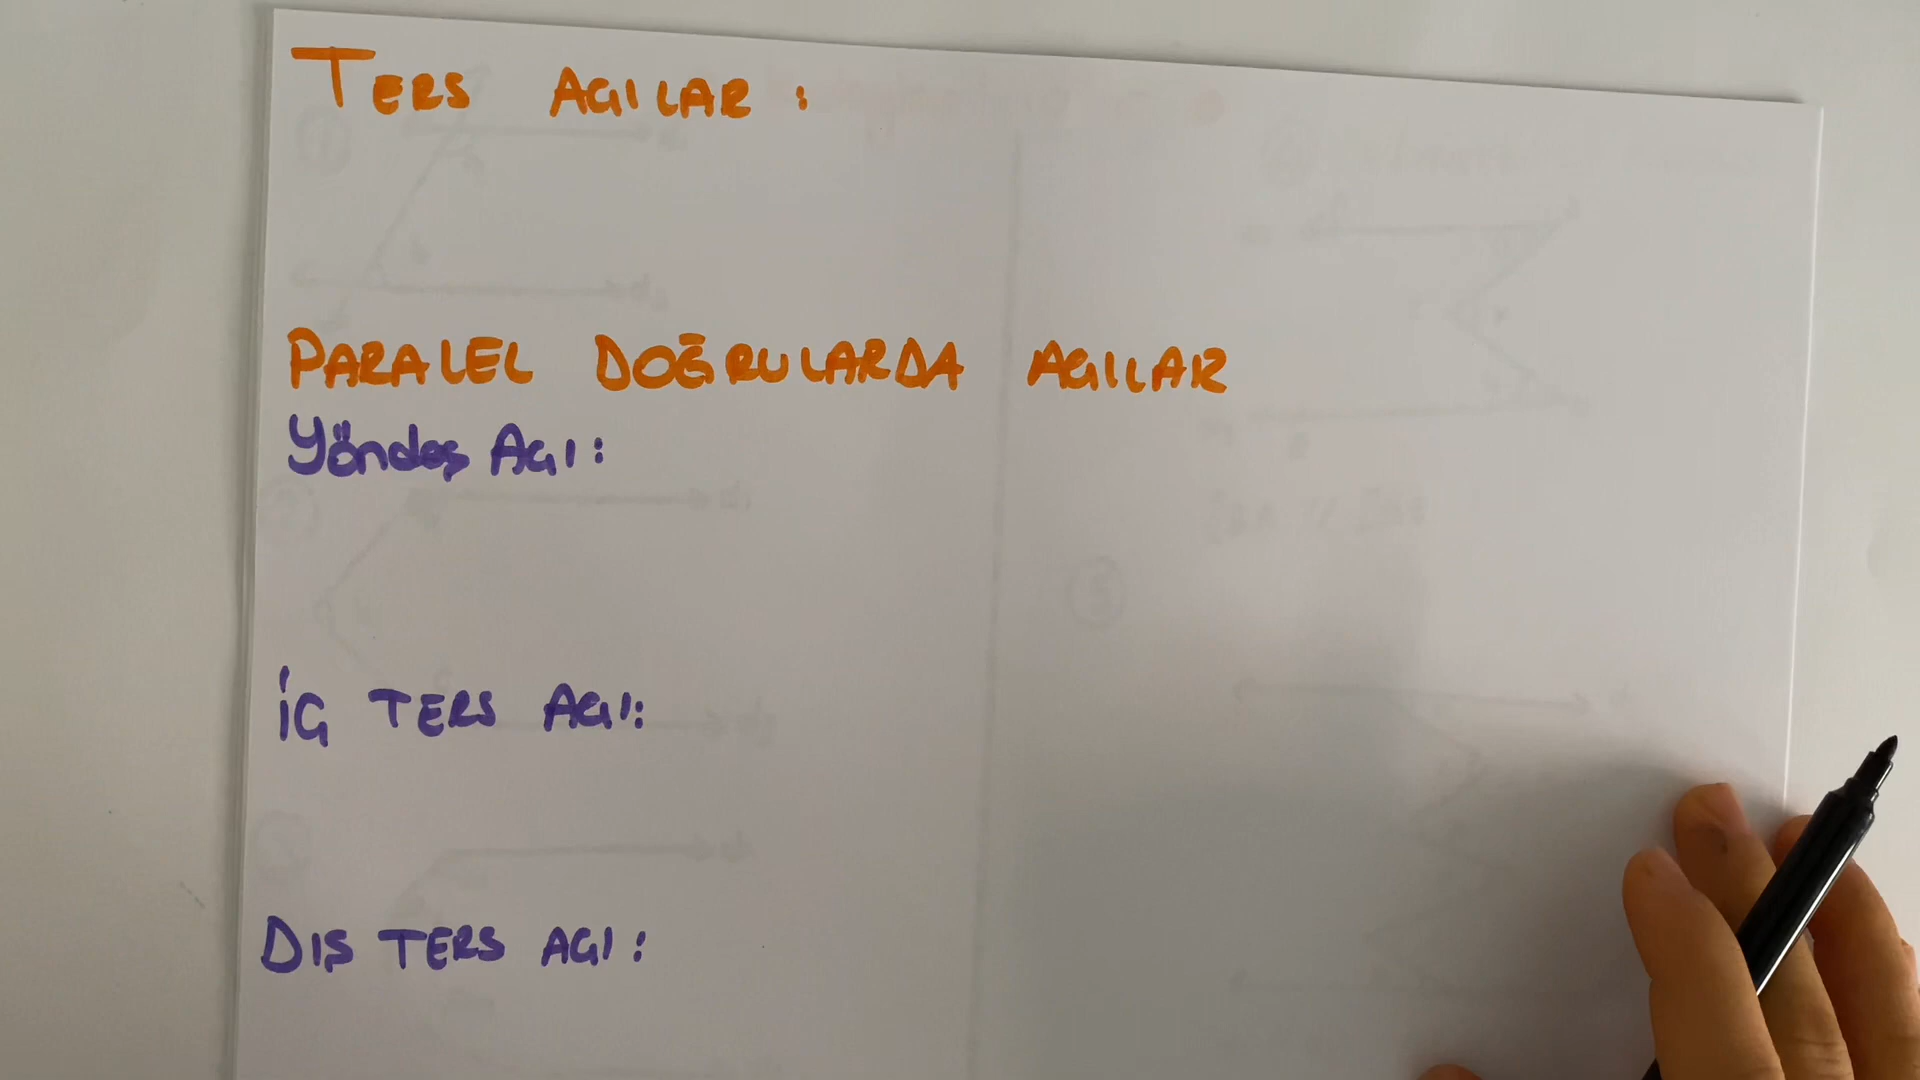 TERS AÇILAR :
PARALEL DOĞRULARDA AÇILAR
Yöndeş Açı :
İÇ TERS AÇI:
DIŞ TERS AÇI :